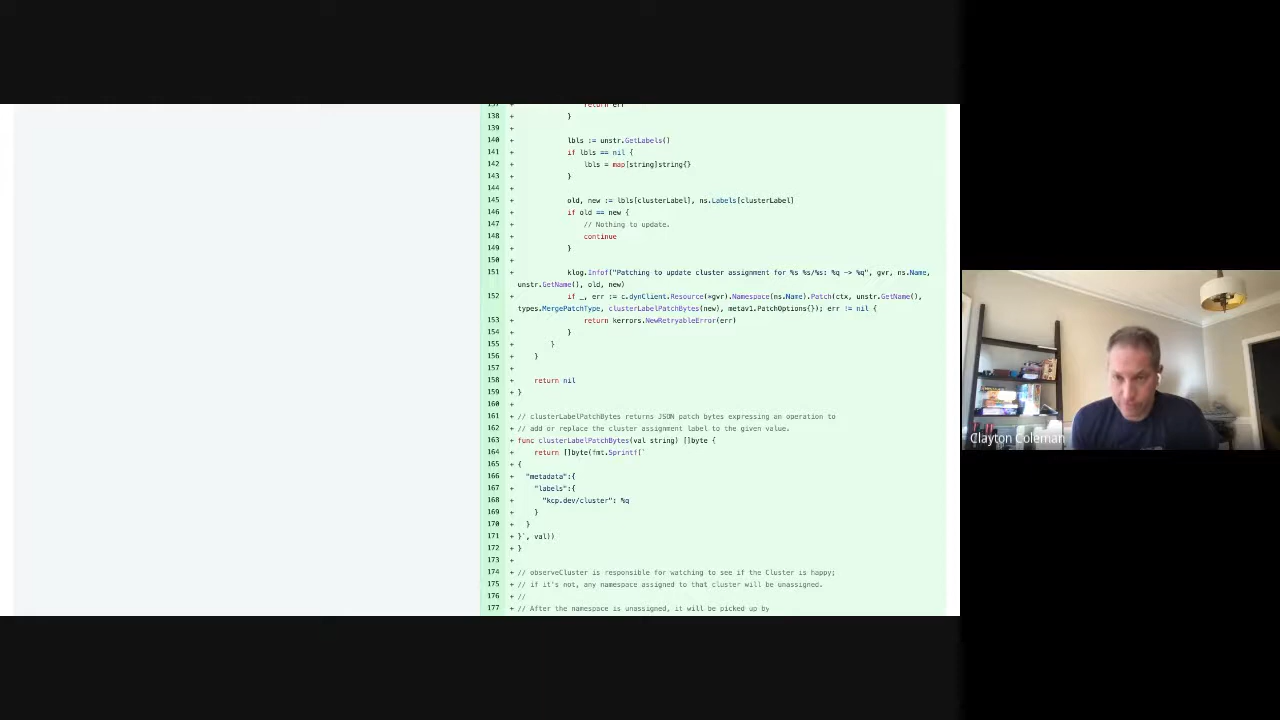 137 + return err
138 + }
139 +
140 + lbls := unstr.GetLabels()
141 + if lbls == nil {
142 + lbls = map[string]string{}
143 + }
144 +
145 + old, new := lbls[clusterLabel], ns.Labels[clusterLabel]
146 + if old == new {
147 + // Nothing to update.
148 + continue
149 + }
150 +
151 + klog.Infof("Patching to update cluster assignment for %s %s/%s: %q -> %q", gvr, ns.Name,
unstr.GetName(), old, new)
152 + if _, err := c.dynClient.Resource(*gvr).Namespace(ns.Name).Patch(ctx, unstr.GetName(),
types.MergePatchType, clusterLabelPatchBytes(new), metav1.PatchOptions{}); err != nil {
153 + return kerrors.NewRetryableError(err)
154 + }
155 + }
156 + }
157 +
158 + return nil
159 + }
160 +
161 + // clusterLabelPatchBytes returns JSON patch bytes expressing an operation to
162 + // add or replace the cluster assignment label to the given value.
163 + func clusterLabelPatchBytes(val string) []byte {
164 + return []byte(fmt.Sprintf(`
165 + {
166 + "metadata":{
167 + "labels":{
168 + "kcp.dev/cluster": %q
169 + }
170 + }
171 + }`, val))
172 + }
173 +
174 + // observeCluster is responsible for watching to see if the Cluster is happy;
175 + // if it's not, any namespace assigned to that cluster will be unassigned.
176 + //
177 + // After the namespace is unassigned, it will be picked up by
Clayton Coleman